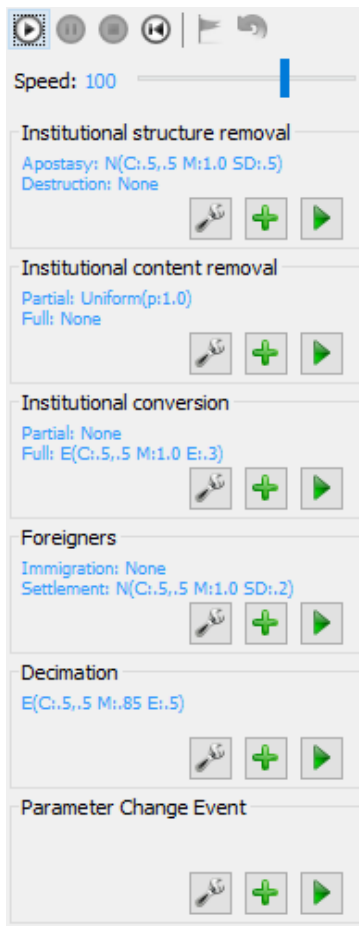 Speed: 100
Institutional structure removal
Apostasy: N(C:.5,.5 M:1.0 SD:.5)
Destruction: None
Institutional content removal
Partial: Uniform(p:1.0)
Full: None
Institutional conversion
Partial: None
Full: E(C:.5,.5 M:1.0 E:.3)
Foreigners
Immigration: None
Settlement: N(C:.5,.5 M:1.0 SD:.2)
Decimation
E(C:.5,.5 M:.85 E:.5)
Parameter Change Event